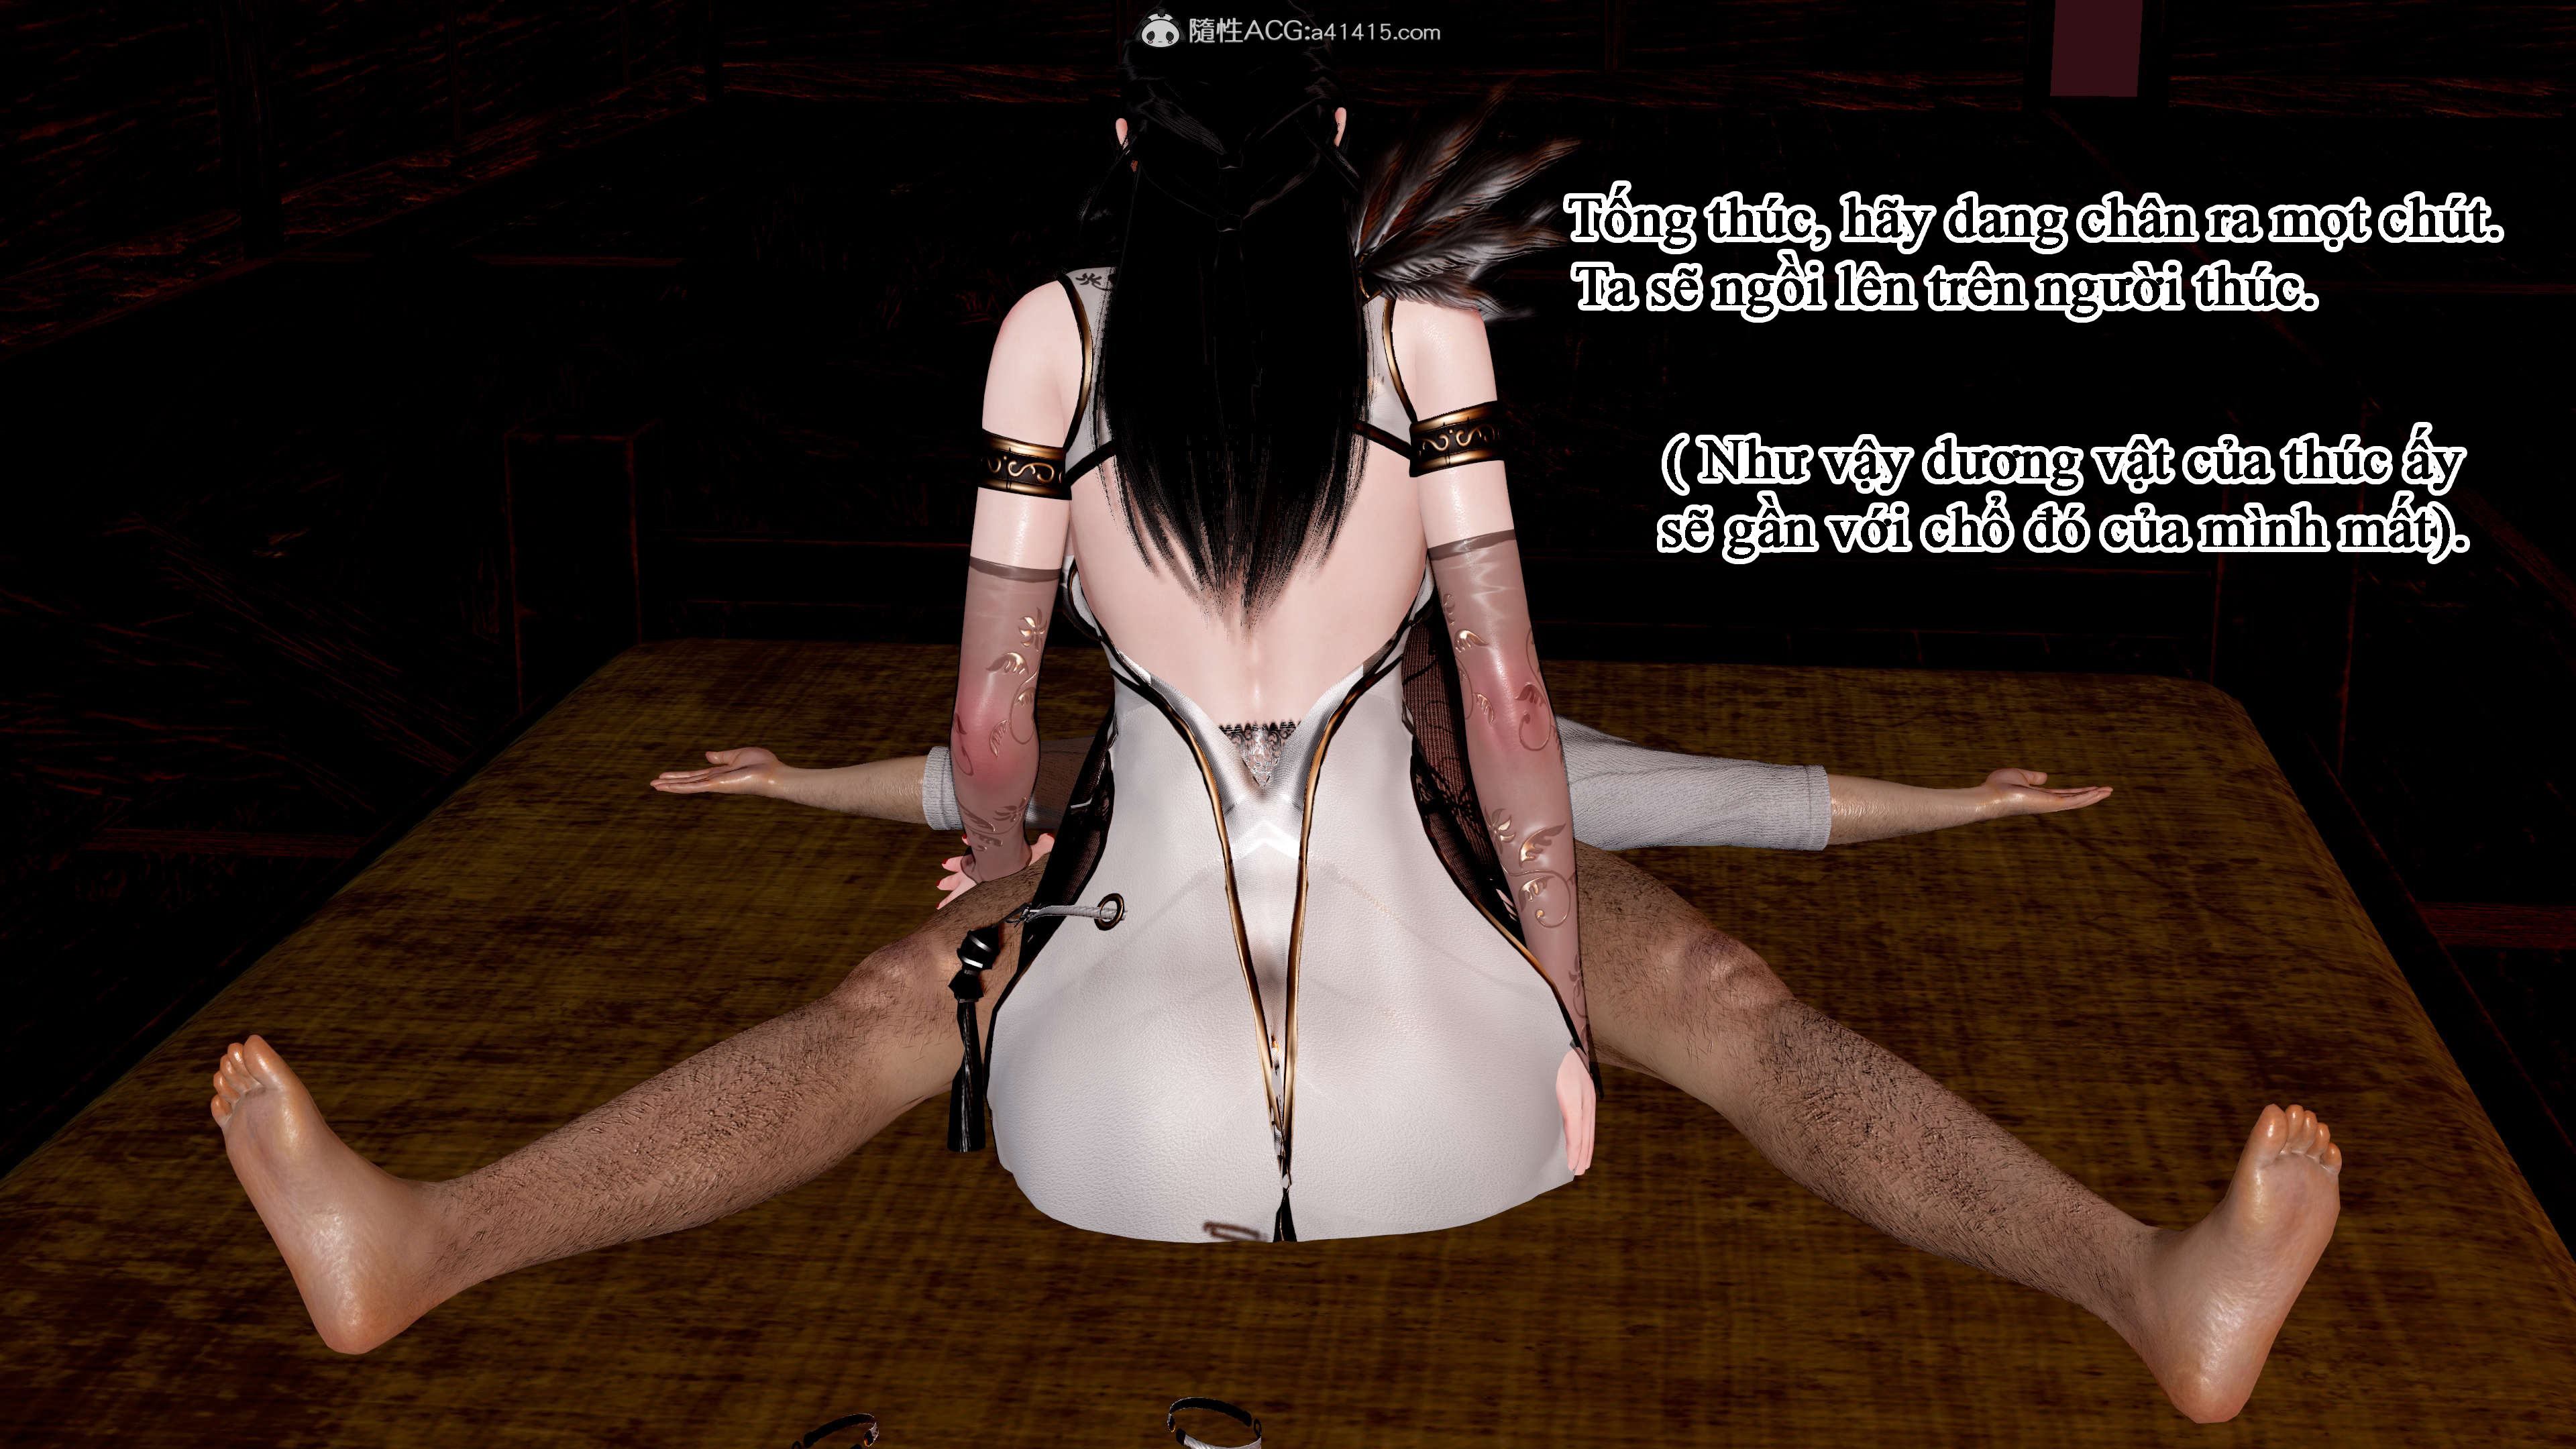 隨性ACG:a41415.com
Tống thúc, hãy dang chân ra mọt chút.
Ta sẽ ngồi lên trên người thúc.
( Như vậy dương vật của thúc ấy
sẽ gần với chổ đó của mình mất).